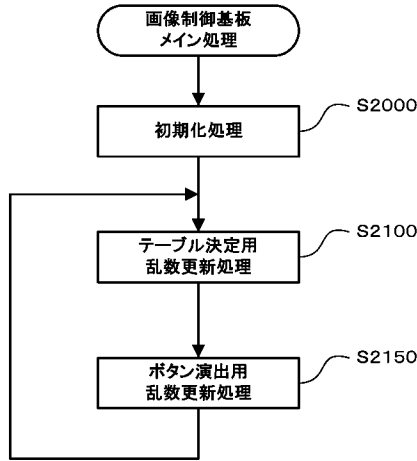 画像制御基板
メイン処理
初期化処理
S2000
テーブル決定用
乱数更新処理
S2100
ボタン演出用
乱数更新処理
S2150